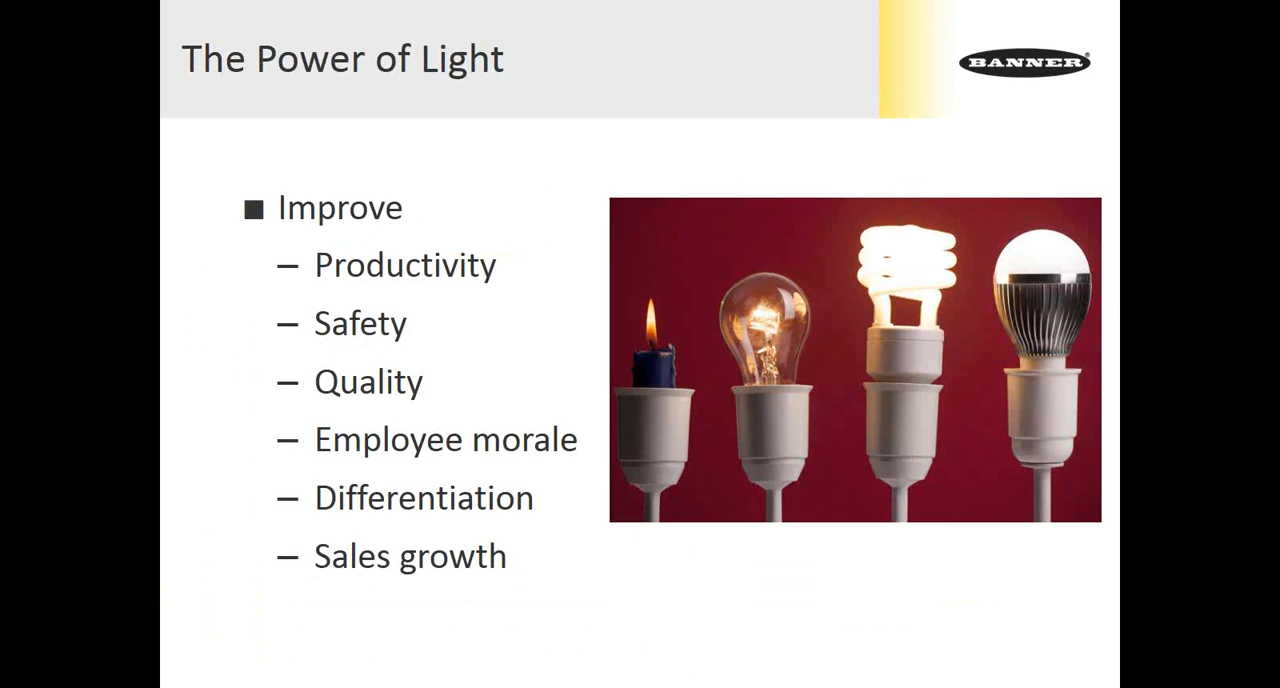 The Power of Light
BANNER®
■ Improve
– Productivity
– Safety
– Quality
– Employee morale
– Differentiation
– Sales growth